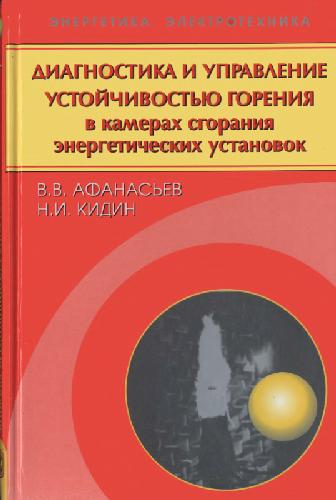 ЭНЕРГЕТИКА. ЭЛЕКТРОТЕХНИКА
ДИАГНОСТИКА И УПРАВЛЕНИЕ
УСТОЙЧИВОСТЬЮ ГОРЕНИЯ
в камерах сгорания
энергетических установок
В.В. АФАНАСЬЕВ
Н.И. КИДИН